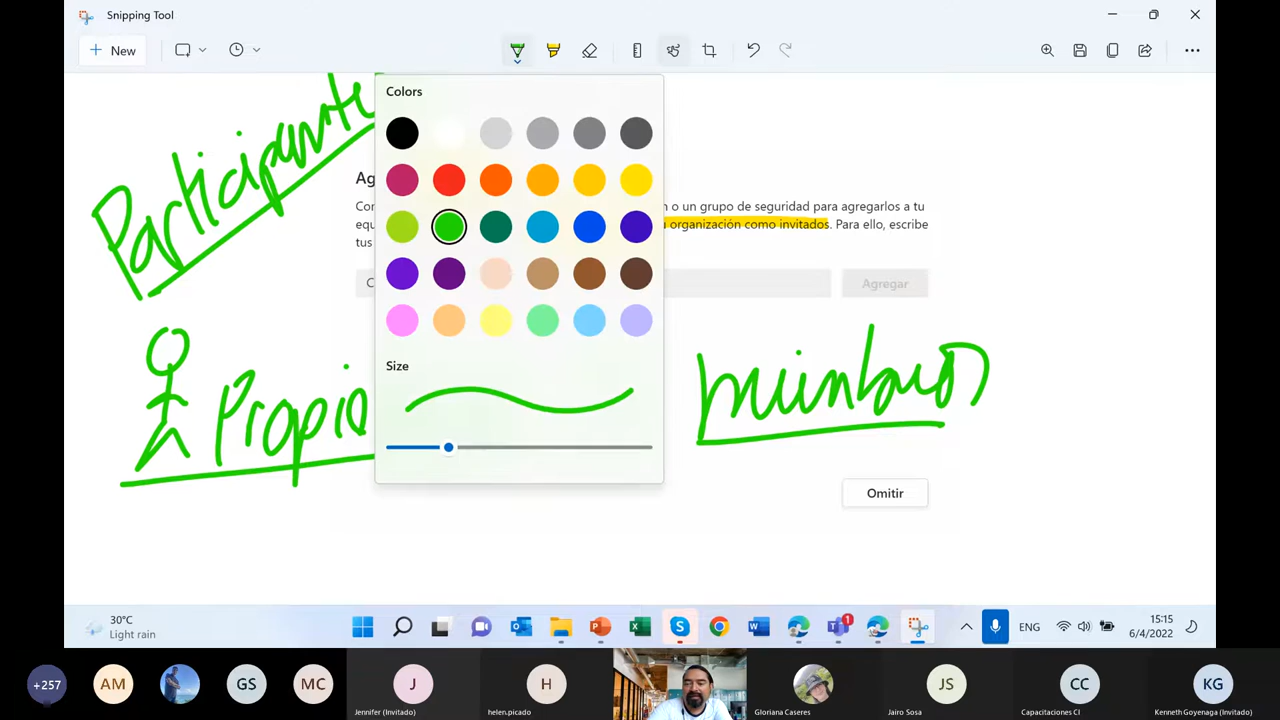 Snipping Tool
New
Participante
Colors
Ag
Co
n o un grupo de seguridad para agregarlos a tu
equ
organización como invitados. Para ello, escribe
tus
C
Agregar
Size
Propie
miembros
Omitir
30°C
Light rain
1
ENG
15:15
6/4/2022
+257
AM
GS
MC
J
H
JS
CC
KG
Jennifer (Invitado)
helen.picado
Gloriana Caseres
Jairo Sosa
Capacitaciones CI
Kenneth Goyenaga (Invitado)